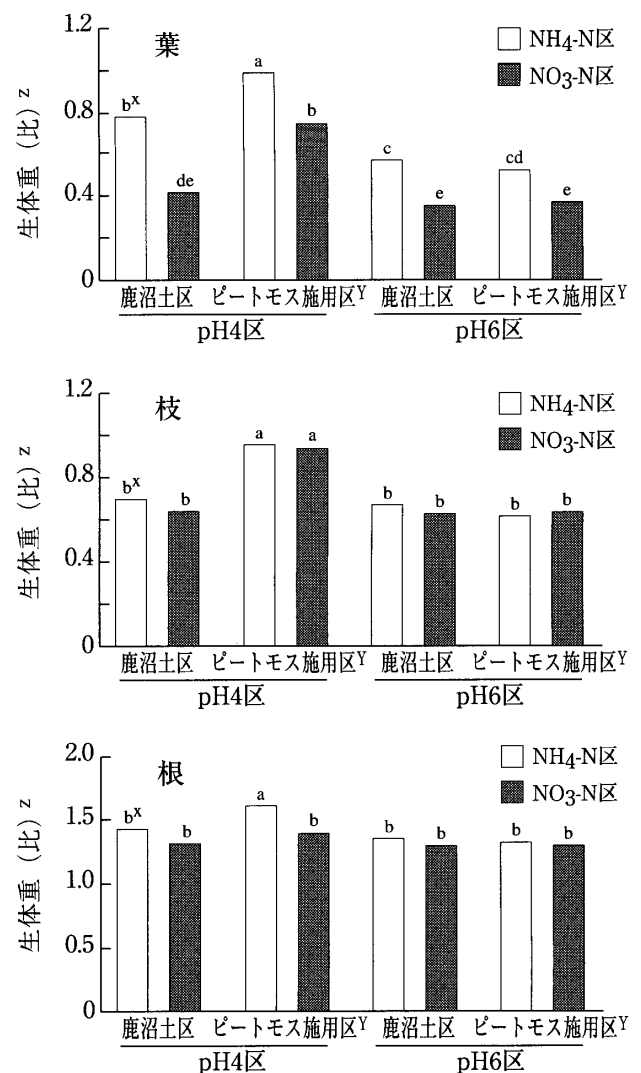 1.2
葉
NH4-N区
NO3-N区
生体重（比）z
0.8
0.4
0
bx
de
a
b
c
e
cd
e
鹿沼土区
ピートモス施用区Y
鹿沼土区
ピートモス施用区Y
pH4区
pH6区
1.2
枝
NH4-N区
NO3-N区
生体重（比）z
0.8
0.4
0
bx
b
a
a
b
b
b
b
鹿沼土区
ピートモス施用区Y
鹿沼土区
ピートモス施用区Y
pH4区
pH6区
2.0
根
NH4-N区
NO3-N区
生体重（比）z
1.5
1.0
0.5
0
bx
b
a
b
b
b
b
b
鹿沼土区
ピートモス施用区Y
鹿沼土区
ピートモス施用区Y
pH4区
pH6区